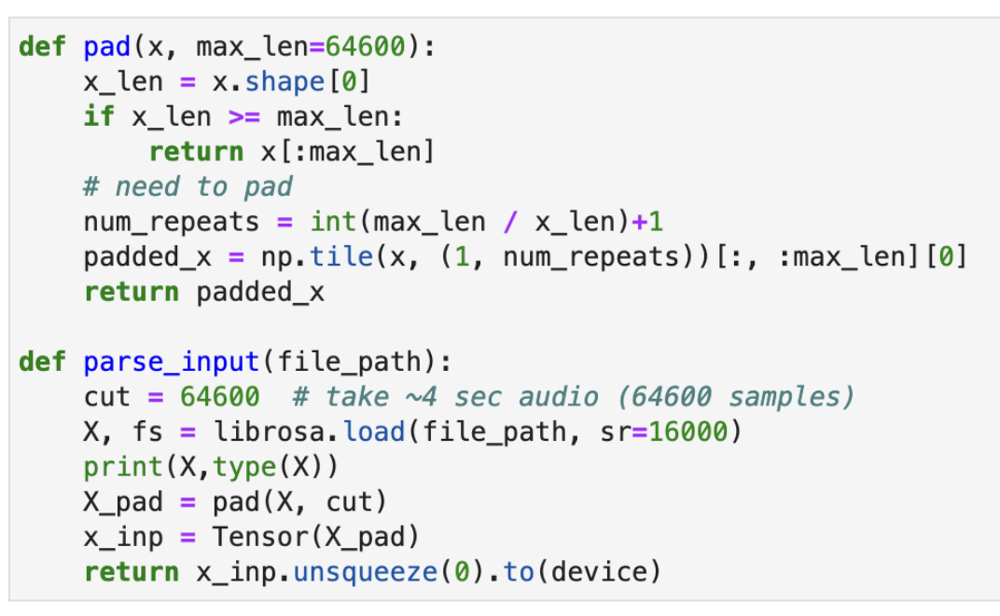 def pad(x, max_len=64600):
    x_len = x.shape[0]
    if x_len >= max_len:
        return x[:max_len]
    # need to pad
    num_repeats = int(max_len / x_len)+1
    padded_x = np.tile(x, (1, num_repeats))[:, :max_len][0]
    return padded_x

def parse_input(file_path):
    cut = 64600  # take ~4 sec audio (64600 samples)
    X, fs = librosa.load(file_path, sr=16000)
    print(X,type(X))
    X_pad = pad(X, cut)
    x_inp = Tensor(X_pad)
    return x_inp.unsqueeze(0).to(device)